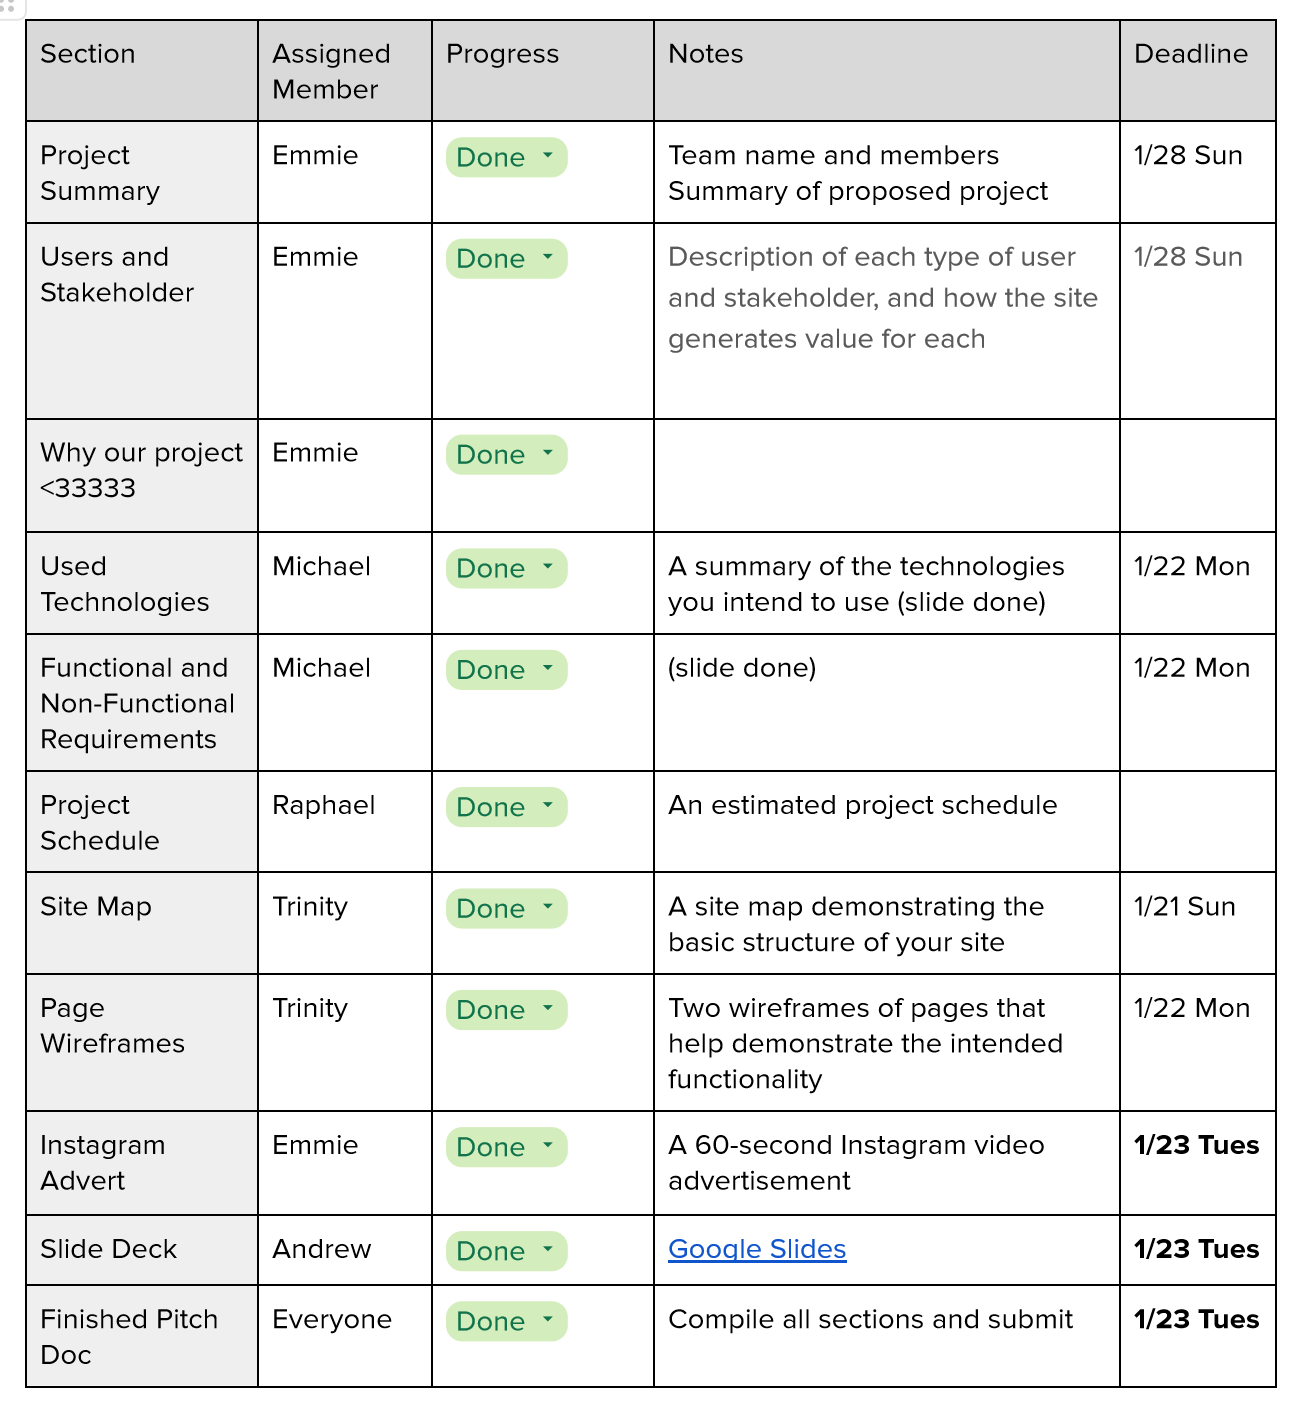 Section
Assigned
Member
Progress
Notes
Deadline
Project
Summary
Emmie
Done
Team name and members
Summary of proposed project
1/28 Sun
Users and
Stakeholder
Emmie
Done
Description of each type of user
and stakeholder, and how the site
generates value for each
1/28 Sun
Why our project
<33333
Emmie
Done
Used
Technologies
Michael
Done
A summary of the technologies
you intend to use (slide done)
1/22 Mon
Functional and
Non-Functional
Requirements
Michael
Done
(slide done)
1/22 Mon
Project
Schedule
Raphael
Done
An estimated project schedule
Site Map
Trinity
Done
A site map demonstrating the
basic structure of your site
1/21 Sun
Page
Wireframes
Trinity
Done
Two wireframes of pages that
help demonstrate the intended
functionality
1/22 Mon
Instagram
Advert
Emmie
Done
A 60-second Instagram video
advertisement
1/23 Tues
Slide Deck
Andrew
Done
Google Slides
1/23 Tues
Finished Pitch
Doc
Everyone
Done
Compile all sections and submit
1/23 Tues